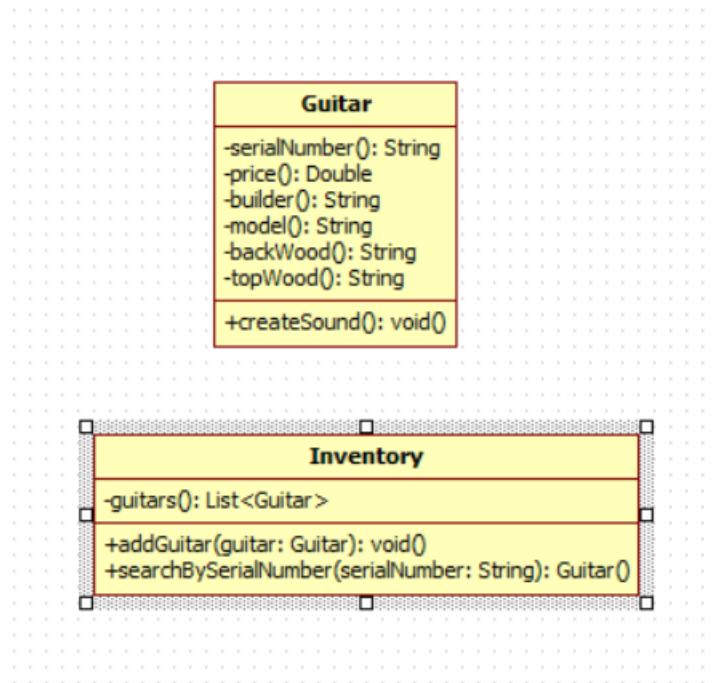 Guitar
-serialNumber(): String
-price(): Double
-builder(): String
-model(): String
-backWood(): String
-topWood(): String
+createSound(): void()
Inventory
-guitars(): List<Guitar>
+addGuitar(guitar: Guitar): void()
+searchBySerialNumber(serialNumber: String): Guitar()